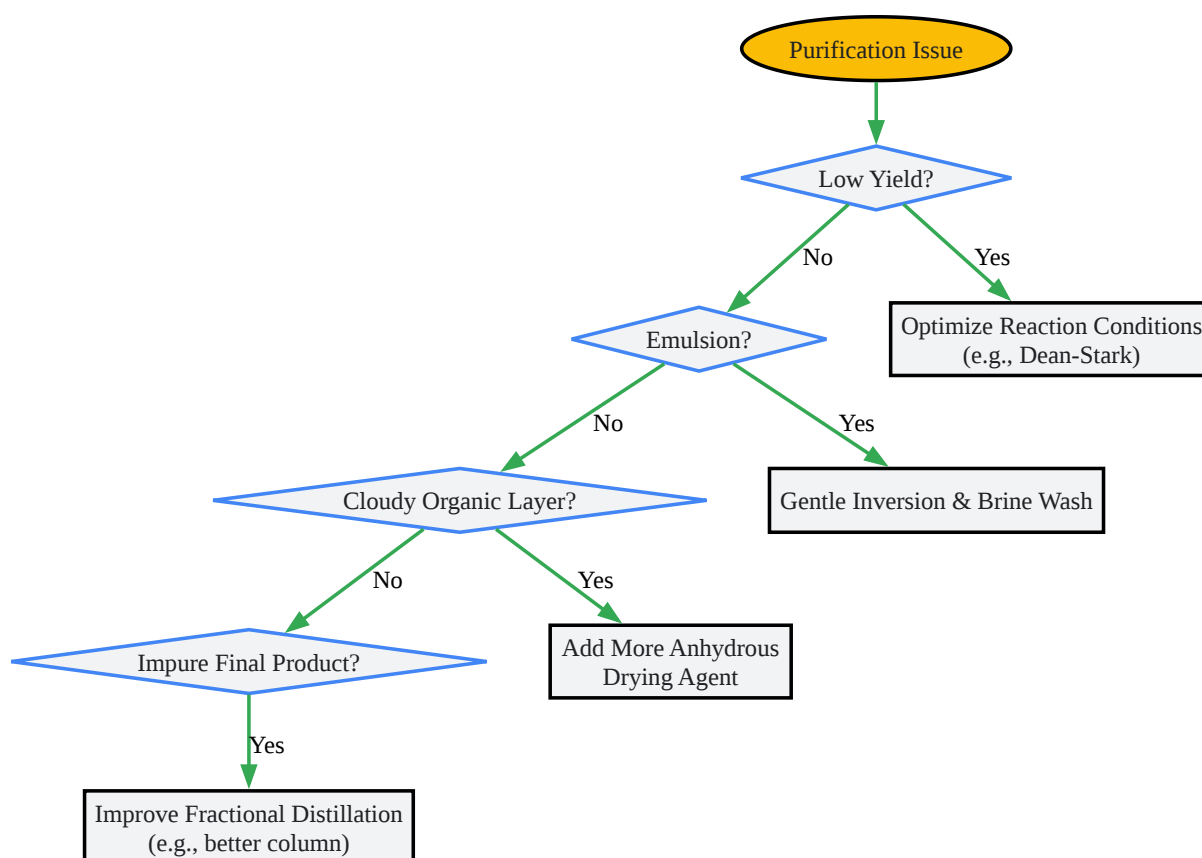 Purification Issue
Low Yield?
No
Yes
Emulsion?
Optimize Reaction Conditions
(e.g., Dean-Stark)
No
Yes
Cloudy Organic Layer?
Gentle Inversion & Brine Wash
No
Yes
Impure Final Product?
Add More Anhydrous
Drying Agent
Yes
Improve Fractional Distillation
(e.g., better column)